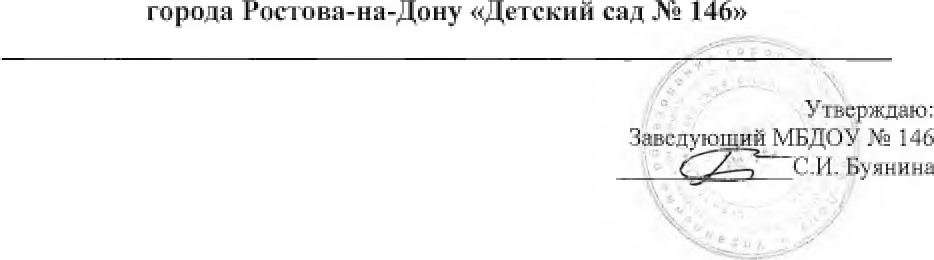 города Ростова-на-Дону «Детский сад № 146»
Утверждаю:
Заведующий МБДОУ № 146
С.И. Буянина